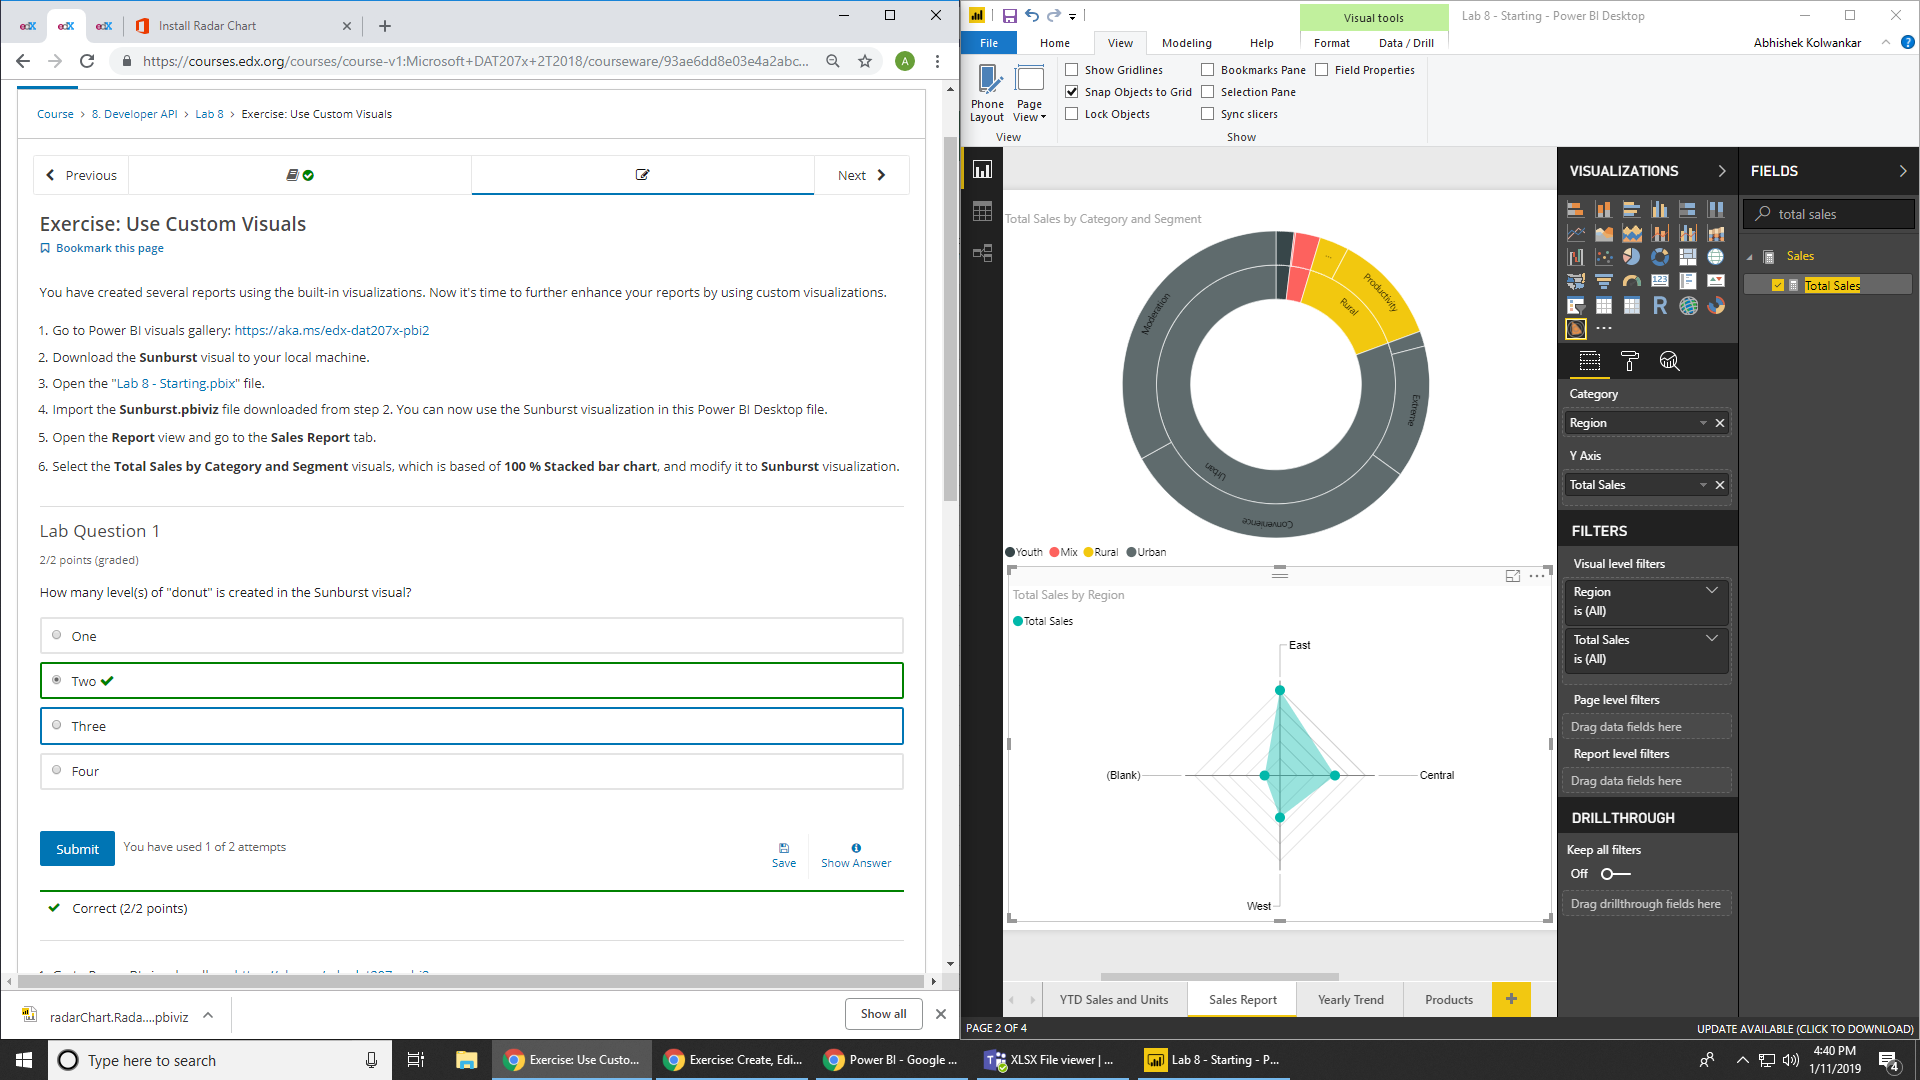 edX
edX
edX
Install Radar Chart
https://courses.edx.org/courses/course-v1:Microsoft+DAT207x+2T2018/courseware/93ae6dd8e03e4a2abc...
A
Course > 8. Developer API > Lab 8 > Exercise: Use Custom Visuals
Previous
Next
Exercise: Use Custom Visuals
Bookmark this page
You have created several reports using the built-in visualizations. Now it's time to further enhance your reports by using custom visualizations.
1. Go to Power BI visuals gallery: https://aka.ms/edx-dat207x-pbi2
2. Download the Sunburst visual to your local machine.
3. Open the "Lab 8 - Starting.pbix" file.
4. Import the Sunburst.pbiviz file downloaded from step 2. You can now use the Sunburst visualization in this Power BI Desktop file.
5. Open the Report view and go to the Sales Report tab.
6. Select the Total Sales by Category and Segment visuals, which is based of 100 % Stacked bar chart, and modify it to Sunburst visualization.
Lab Question 1
2/2 points (graded)
How many level(s) of "donut" is created in the Sunburst visual?
One
Two
Three
Four
Submit
You have used 1 of 2 attempts
Save
Show Answer
Correct (2/2 points)
radarChart.Rada....pbiviz
Show all
Visual tools
Lab 8 - Starting - Power BI Desktop
File
Home
View
Modeling
Help
Format
Data / Drill
Abhishek Kolwankar
Phone Layout
Page View
Show Gridlines
Snap Objects to Grid
Lock Objects
Bookmarks Pane
Selection Pane
Sync slicers
Field Properties
View
Show
Total Sales by Category and Segment
Moderation
...
Productivity
Rural
Extreme
Urban
Convenience
Youth Mix Rural Urban
Total Sales by Region
Total Sales
East
(Blank)
Central
West
VISUALIZATIONS
123
R
Category
Region
Y Axis
Total Sales
FILTERS
Visual level filters
Region
is (All)
Total Sales
is (All)
Page level filters
Drag data fields here
Report level filters
Drag data fields here
DRILLTHROUGH
Keep all filters
Off
Drag drillthrough fields here
FIELDS
total sales
Sales
Total Sales
YTD Sales and Units
Sales Report
Yearly Trend
Products
PAGE 2 OF 4
UPDATE AVAILABLE (CLICK TO DOWNLOAD)
Type here to search
Exercise: Use Custo...
Exercise: Create, Edi...
Power BI - Google ...
XLSX File viewer | ...
Lab 8 - Starting - P...
4:40 PM
1/11/2019
4